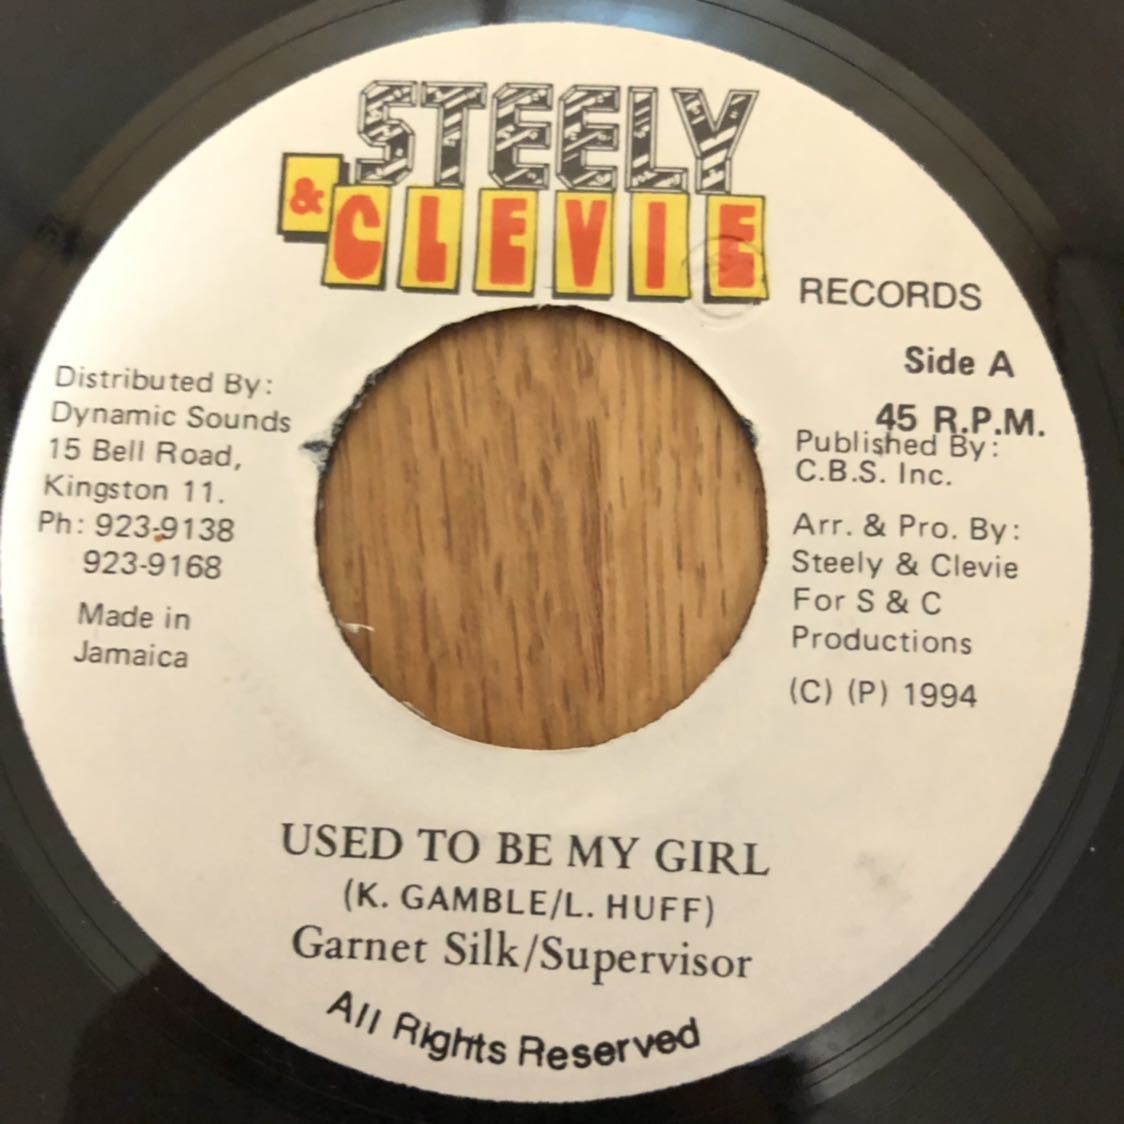 STEELY
& CLEVIE
RECORDS
Side A
45 R.P.M.
Published By:
C.B.S. Inc.
Arr. & Pro. By:
Steely & Clevie
For S & C
Productions
(C) (P) 1994
Distributed By:
Dynamic Sounds
15 Bell Road,
Kingston 11.
Ph: 923-9138
923-9168
Made in
Jamaica
USED TO BE MY GIRL
(K. GAMBLE/L. HUFF)
Garnet Silk/Supervisor
All Rights Reserved